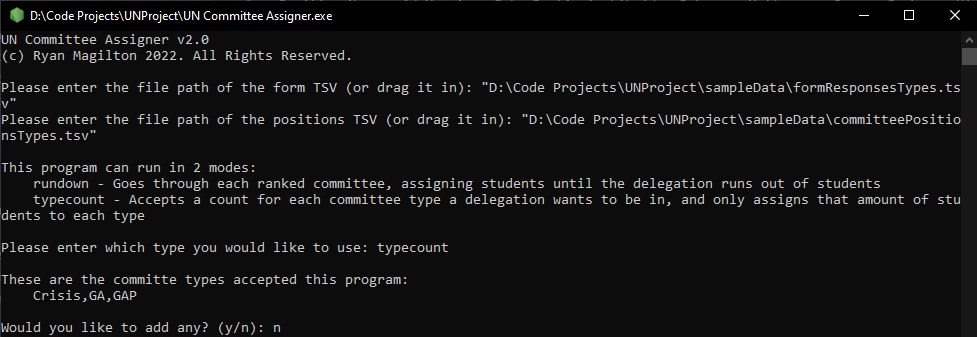 D:\Code Projects\UNProject\UN Committee Assigner.exe
UN Committee Assigner v2.0
(c) Ryan Magilton 2022. All Rights Reserved.
Please enter the file path of the form TSV (or drag it in): "D:\Code Projects\UNProject\sampleData\formResponsesTypes.ts
v"
Please enter the file path of the positions TSV (or drag it in): "D:\Code Projects\UNProject\sampleData\committeePositio
nsTypes.tsv"
This program can run in 2 modes:
rundown - Goes through each ranked committee, assigning students until the delegation runs out of students
typecount - Accepts a count for each committee type a delegation wants to be in, and only assigns that amount of stu
dents to each type
Please enter which type you would like to use: typecount
These are the committe types accepted this program:
Crisis,GA,GAP
Would you like to add any? (y/n): n